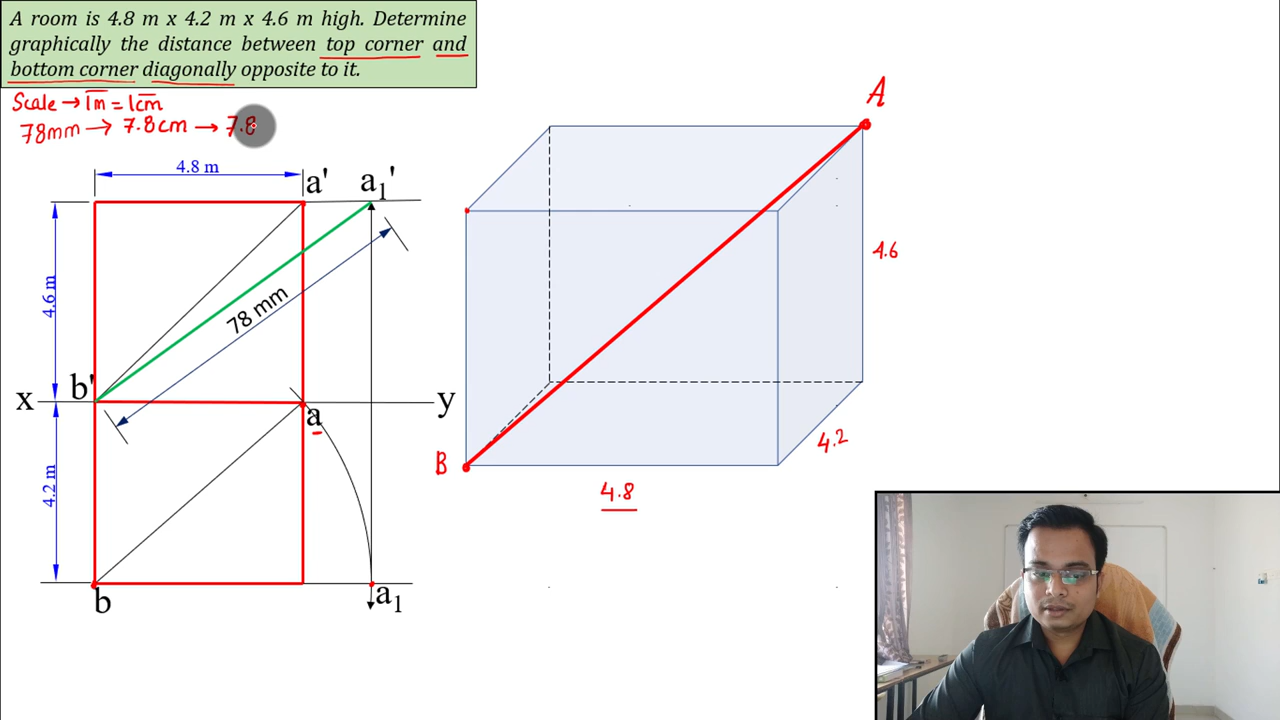 A room is 4.8 m x 4.2 m x 4.6 m high. Determine
graphically the distance between top corner and
bottom corner diagonally opposite to it.
Scale → 1m = 1cm
78mm → 7.8cm → 7.8
4.8 m
a'
a₁'
4.6 m
78 mm
b'
x
y
a
4.2 m
b
a₁
A
4.6
4.2
B
4.8